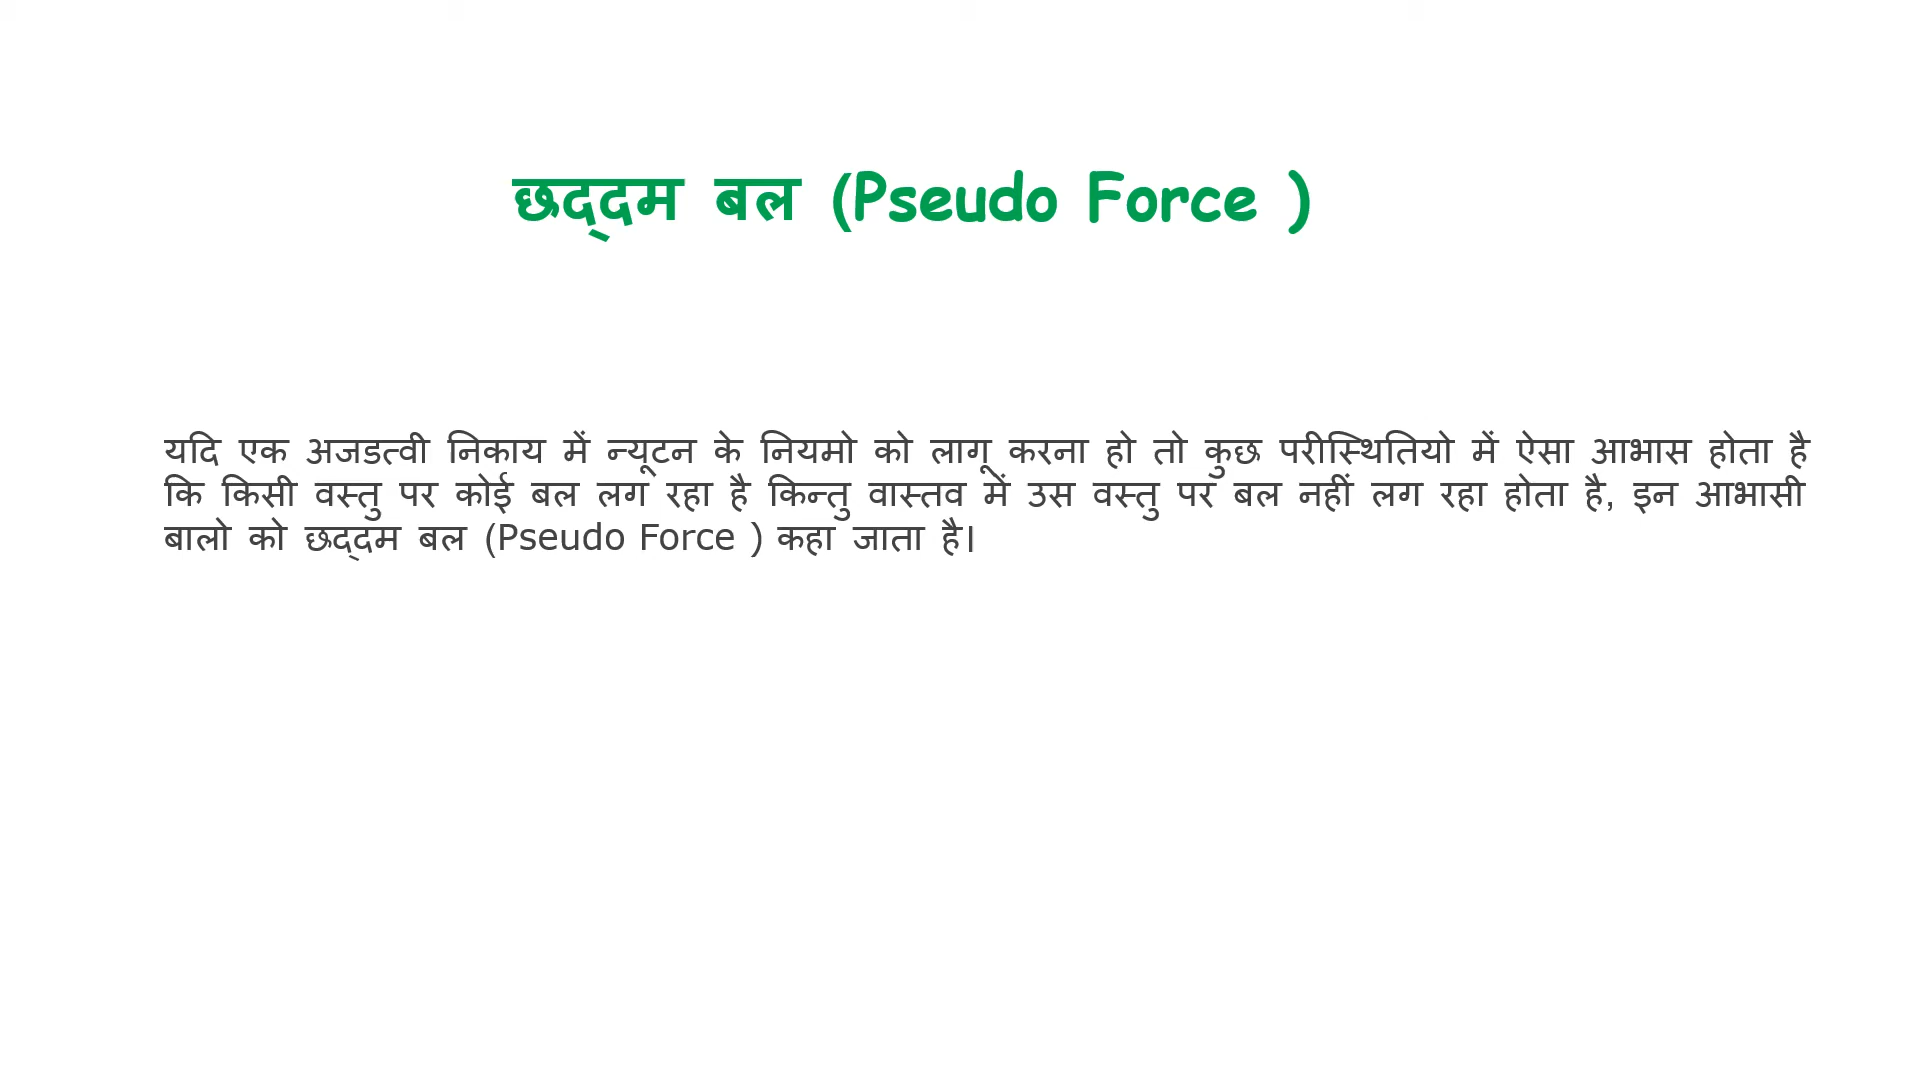 छद्‌दम बल (Pseudo Force )
यदि एक अजडत्वी निकाय में न्यूटन के नियमो को लागू करना हो तो कुछ परीस्थितियो में ऐसा आभास होता है
कि किसी वस्तु पर कोई बल लग रहा है किन्तु वास्तव में उस वस्तु पर बल नहीं लग रहा होता है, इन आभासी
बालो को छद्‌दम बल (Pseudo Force ) कहा जाता है।